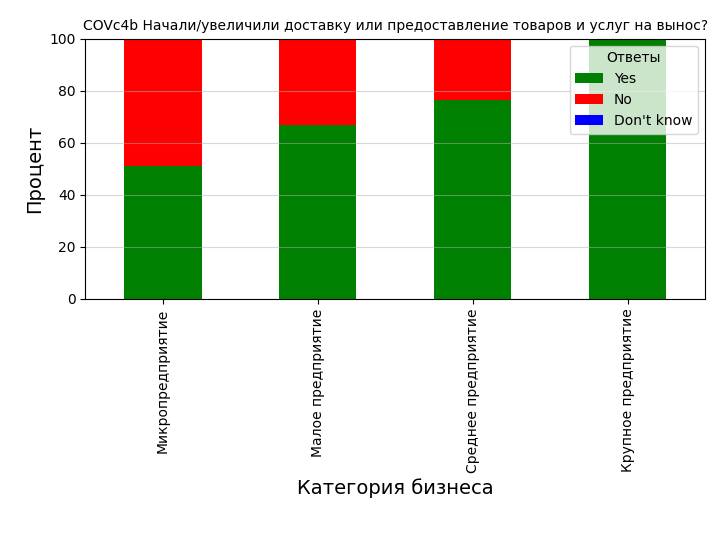 COVc4b Начали/увеличили доставку или предоставление товаров и услуг на вынос?
Процент
100
80
60
40
20
0
Ответы
Yes
No
Don't know
Микропредприятие
Малое предприятие
Среднее предприятие
Крупное предприятие
Категория бизнеса